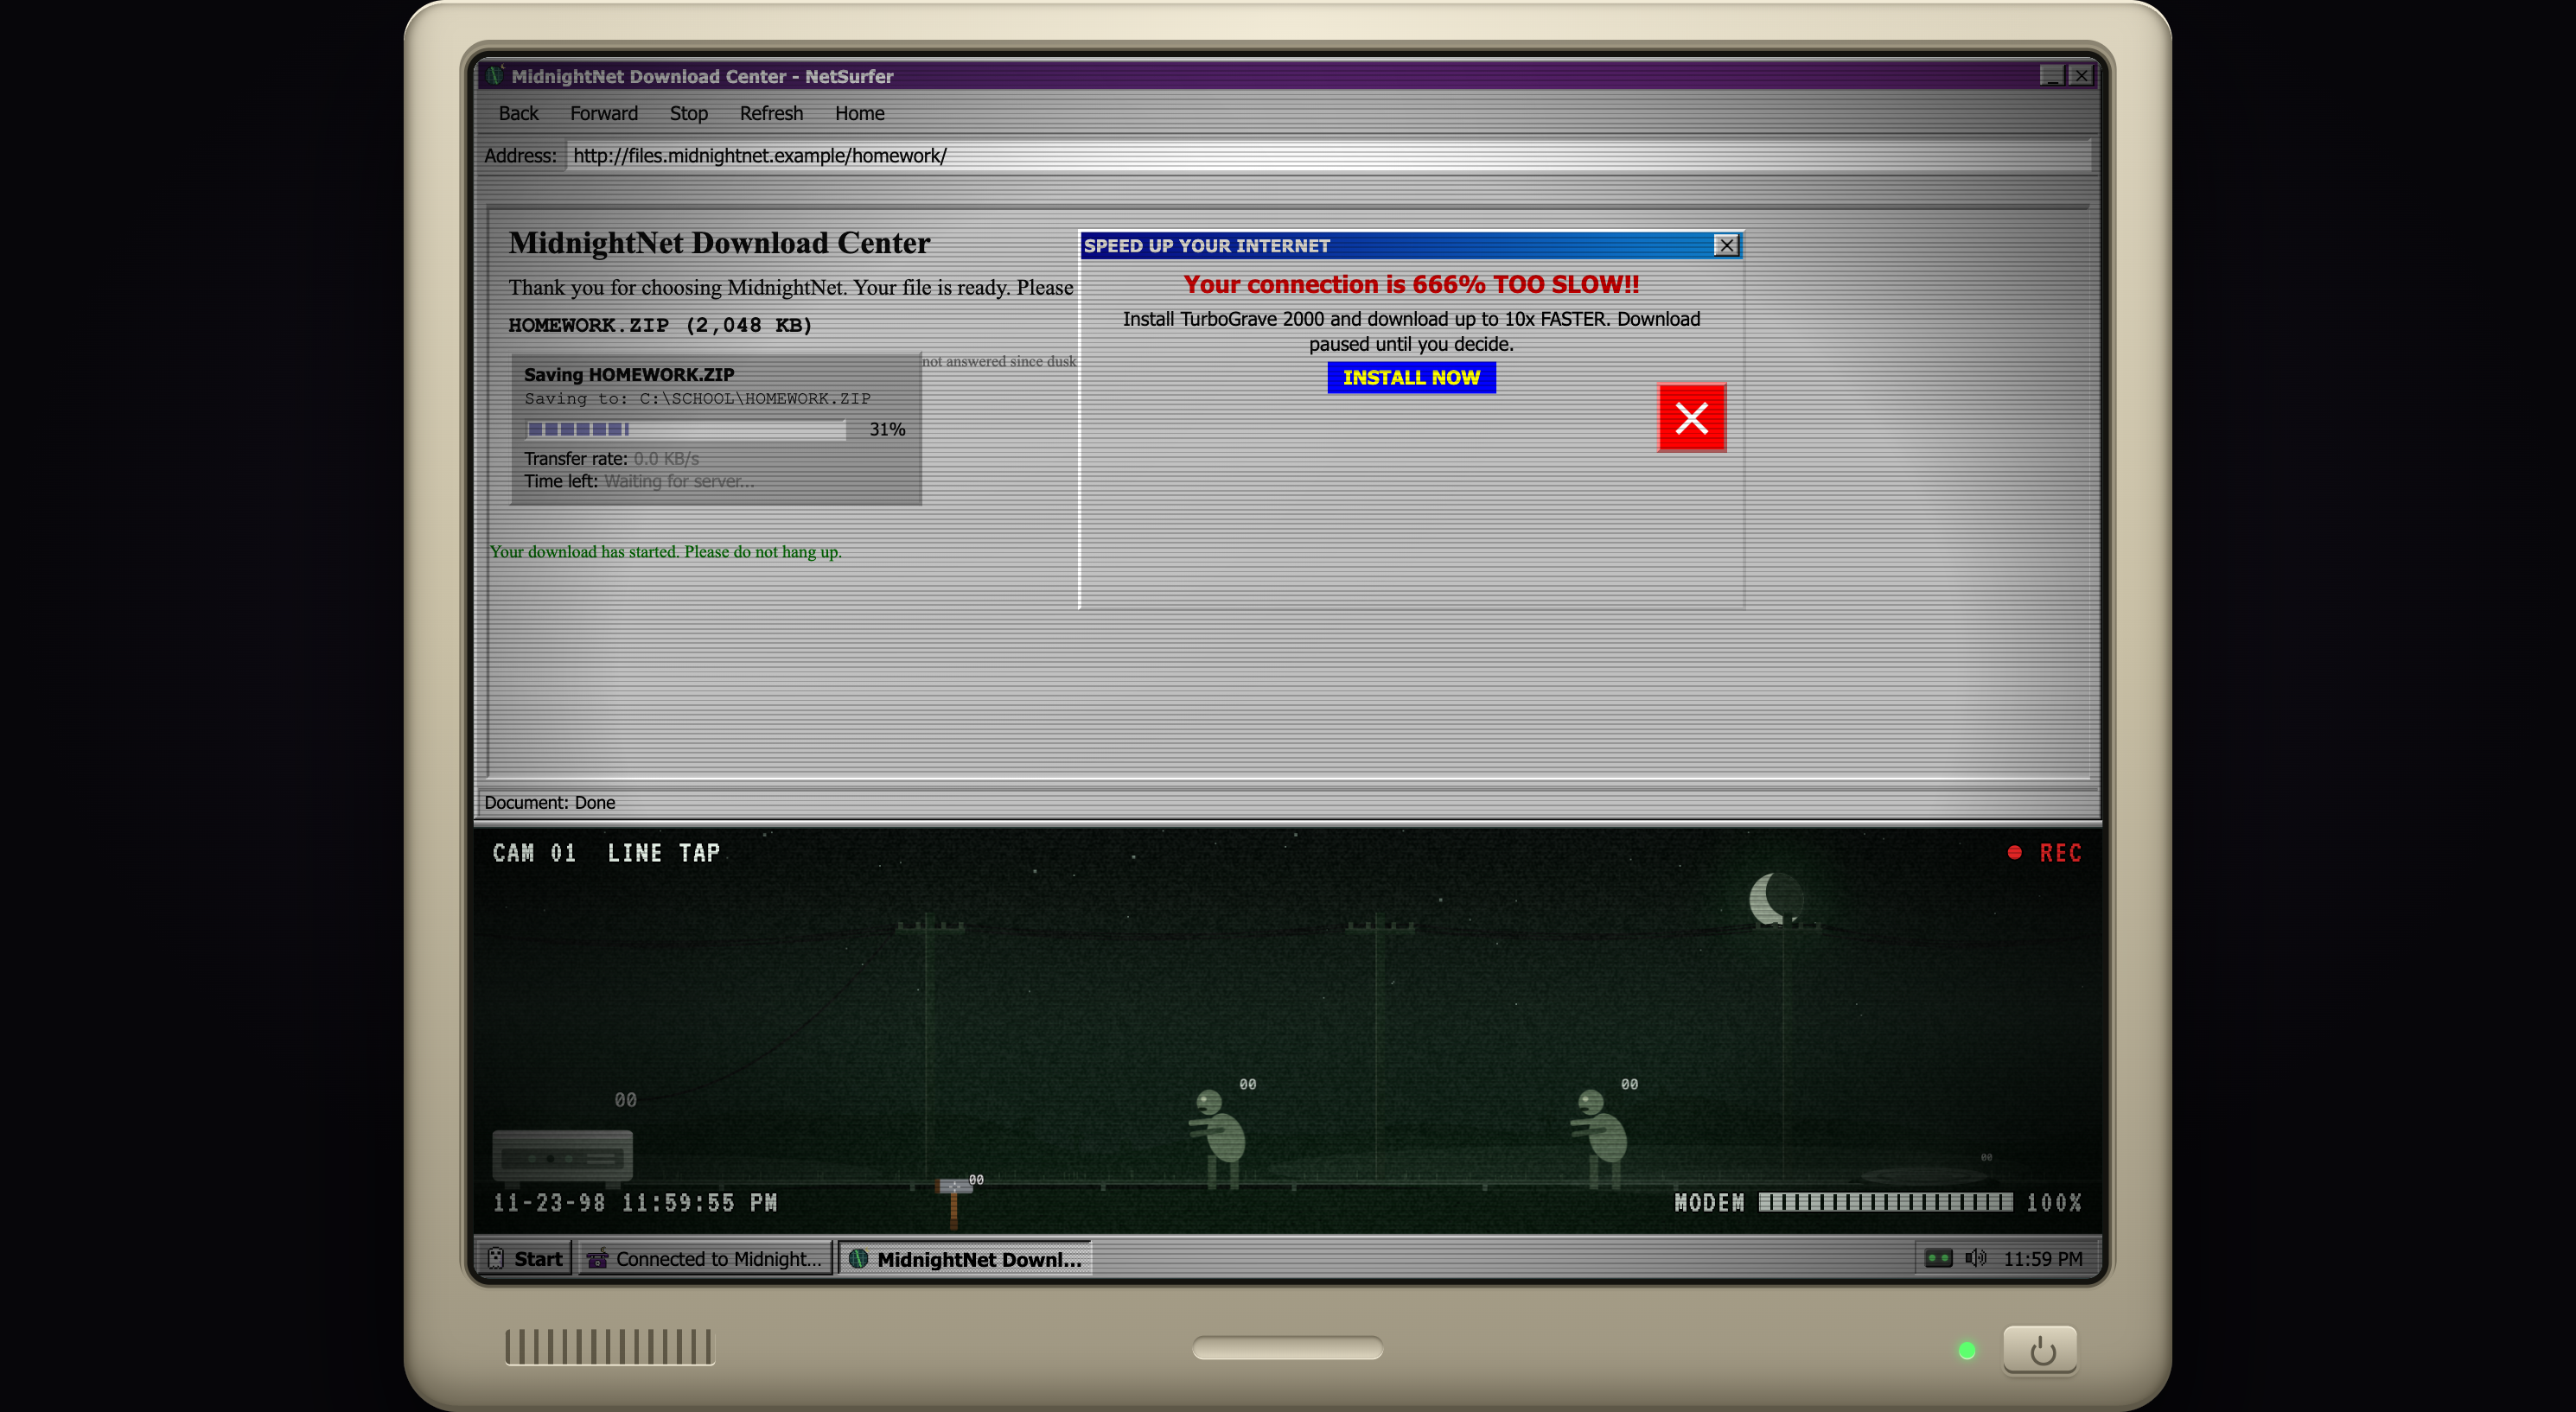 MidnightNet Download Center - NetSurfer
Back Forward Stop Refresh Home
Address: http://files.midnightnet.example/homework/
MidnightNet Download Center
Thank you for choosing MidnightNet. Your file is ready. Please
HOMEWORK.ZIP (2,048 KB)
not answered since dusk
Saving HOMEWORK.ZIP
Saving to: C:\SCHOOL\HOMEWORK.ZIP
31%
Transfer rate: 0.0 KB/s
Time left: Waiting for server...
Your download has started. Please do not hang up.
SPEED UP YOUR INTERNET
Your connection is 666% TOO SLOW!!
Install TurboGrave 2000 and download up to 10x FASTER. Download
paused until you decide.
INSTALL NOW
Document: Done
CAM 01 LINE TAP
REC
00
00
00
00
00
11-23-98 11:59:55 PM
MODEM 100%
Start
Connected to Midnight...
MidnightNet Downl...
11:59 PM